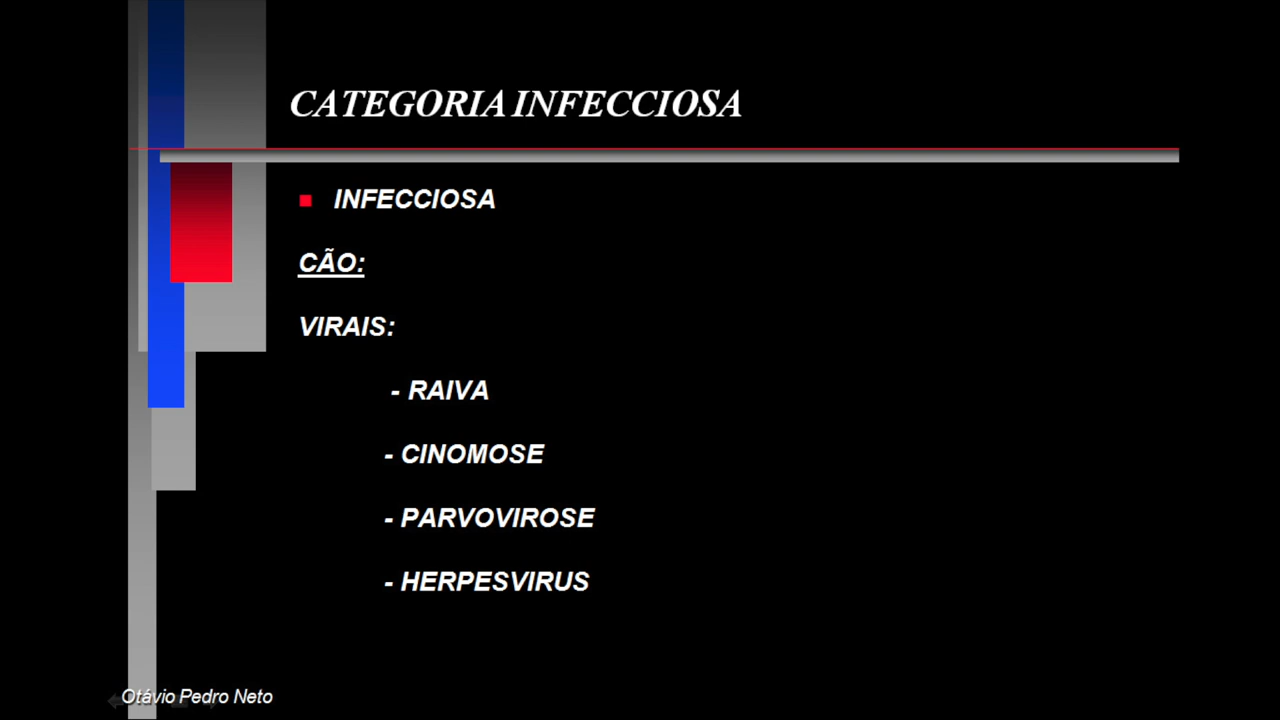 CATEGORIA INFECCIOSA
INFECCIOSA
CÃO:
VIRAIS:
- RAIVA
- CINOMOSE
- PARVOVIROSE
- HERPESVIRUS
Otávio Pedro Neto